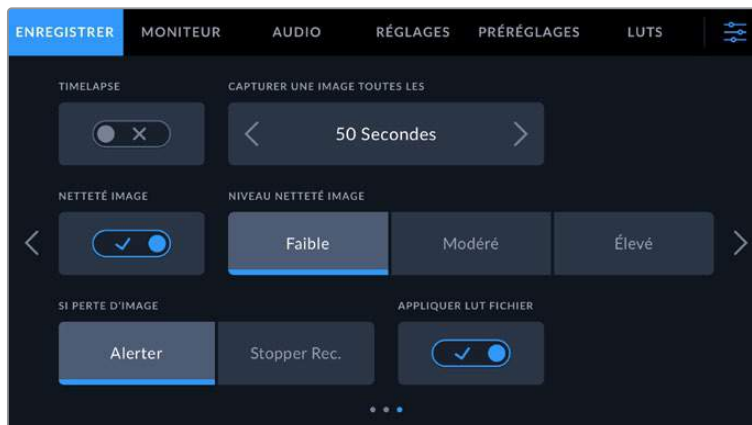 ENREGISTRER MONITEUR AUDIO RÉGLAGES PRÉRÉGLAGES LUTS
TIMELAPSE CAPTURER UNE IMAGE TOUTES LES
50 Secondes
NETTETÉ IMAGE NIVEAU NETTETÉ IMAGE
Faible Modéré Élevé
SI PERTE D'IMAGE APPLIQUER LUT FICHIER
Alerter Stopper Rec.